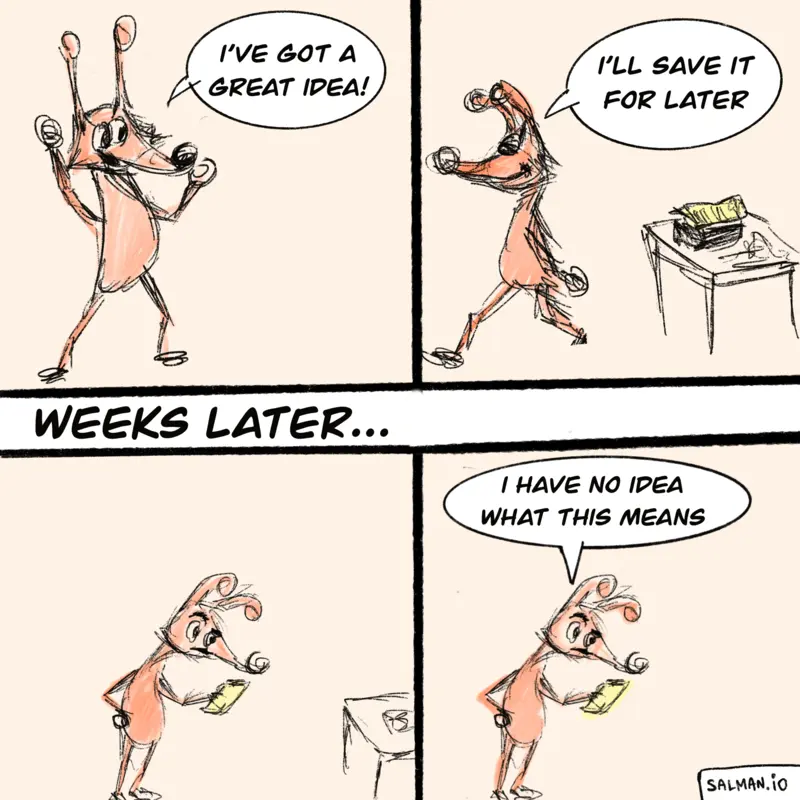 I'VE GOT A
GREAT IDEA!
I'LL SAVE IT
FOR LATER
WEEKS LATER...
I HAVE NO IDEA
WHAT THIS MEANS
SALMAN.iO